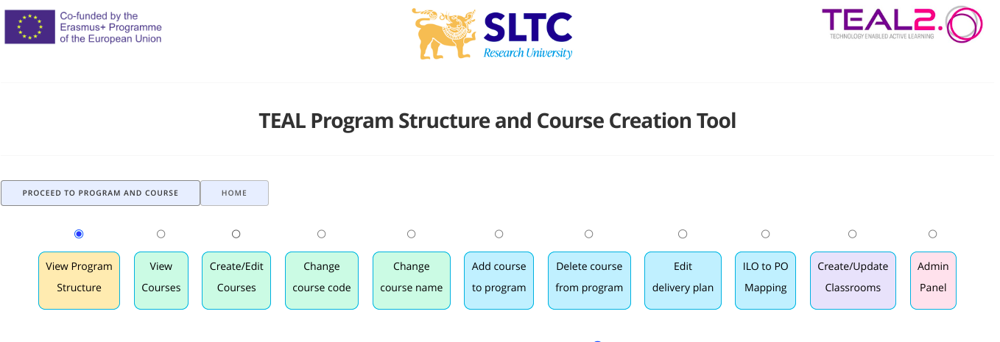 Co-funded by the
Erasmus+ Programme
of the European Union
SLTC
Research University
TEAL2.0
TECHNOLOGY ENABLED ACTIVE LEARNING
TEAL Program Structure and Course Creation Tool
PROCEED TO PROGRAM AND COURSE
HOME
View Program
Structure
View
Courses
Create/Edit
Courses
Change
course code
Change
course name
Add course
to program
Delete course
from program
Edit
delivery plan
ILO to PO
Mapping
Create/Update
Classrooms
Admin
Panel